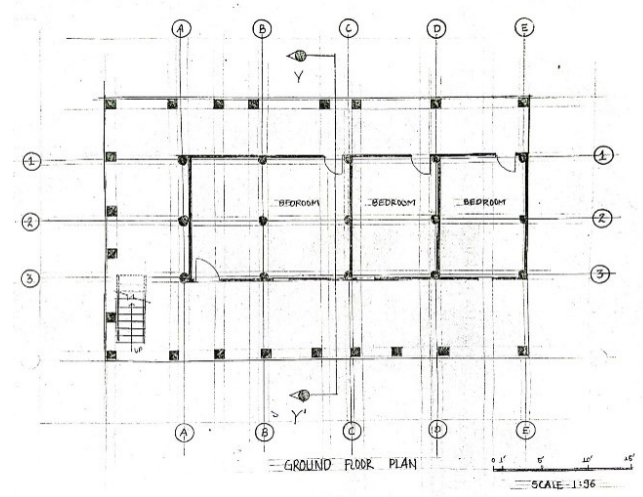 A B C D E
Y
1 1
BEDROOM BEDROOM BEDROOM
2 2
3 3
UP
Y'
A B C D E
GROUND FLOOR PLAN
0 1' 5' 10' 15'
SCALE - 1:96